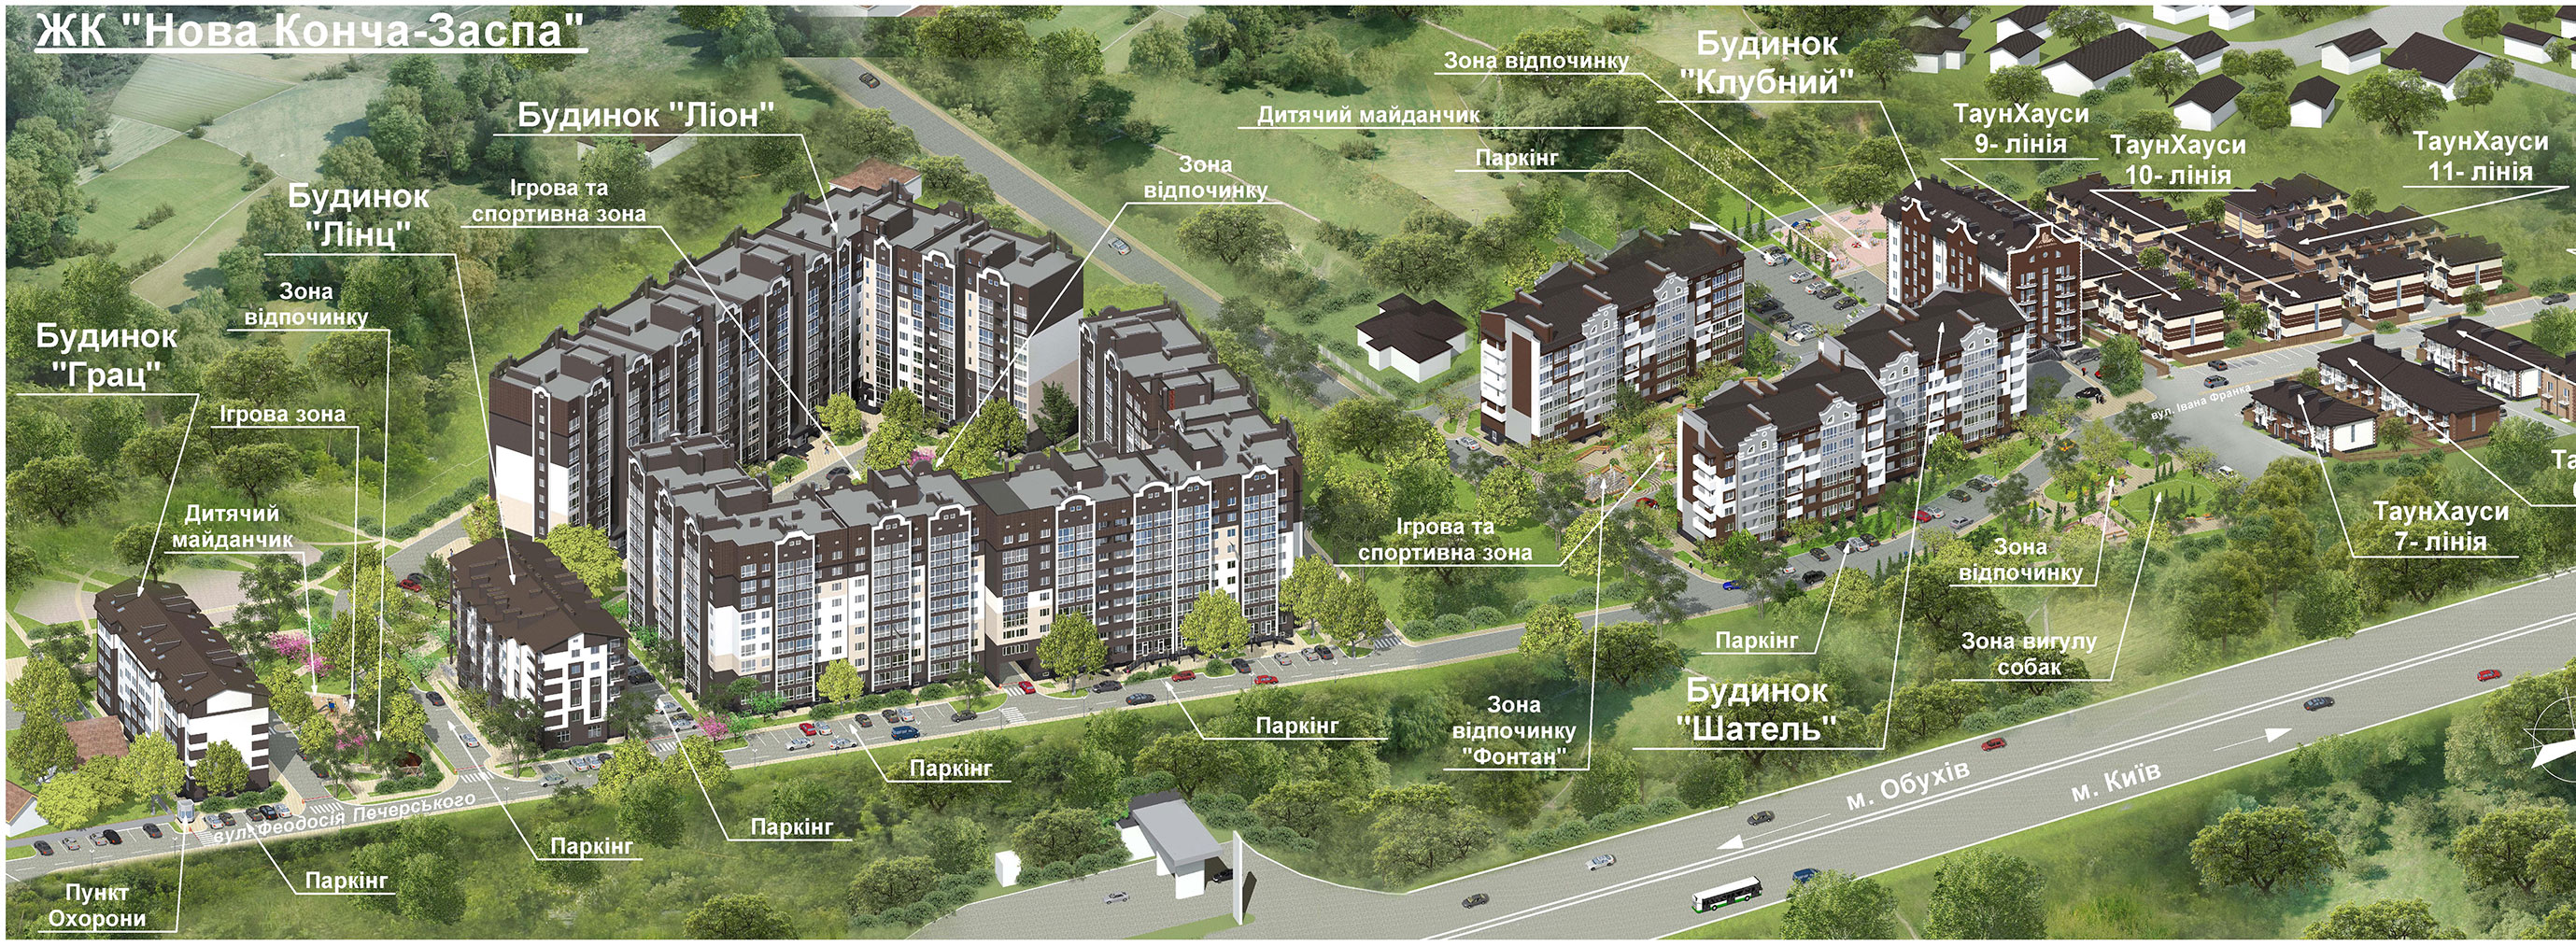 ЖК "Нова Конча-Заспа"
Будинок "Ліон"
Будинок
"Лінц"
Ігрова та
спортивна зона
Зона
відпочинку
Зона
відпочинку
Будинок
"Грац"
Ігрова зона
Дитячий
майданчик
Зона відпочинку
Дитячий майданчик
Паркінг
Будинок
"Клубний"
ТаунХауси
9- лінія
ТаунХауси
10- лінія
ТаунХауси
11- лінія
вул. Івана Франка
ТаунХауси
7- лінія
Ігрова та
спортивна зона
Зона
відпочинку
Зона вигулу
собак
Паркінг
Будинок
"Шатель"
Зона
відпочинку
"Фонтан"
Паркінг
Паркінг
Паркінг
Паркінг
Паркінг
вул. Феодосія Печерського
Пункт
Охорони
м. Обухів
м. Київ